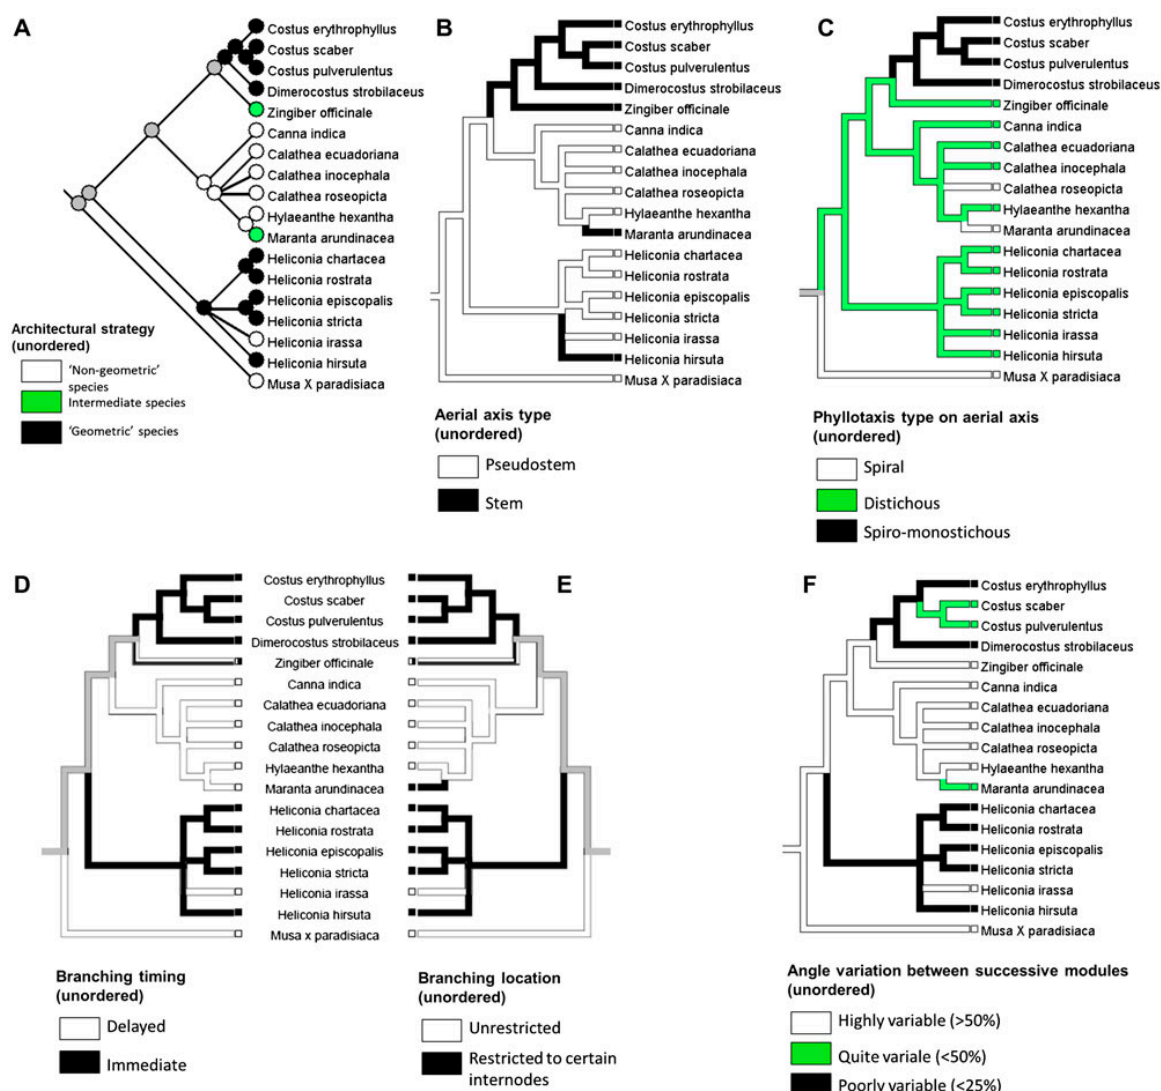 A
Costus erythrophyllus
Costus scaber
Costus pulverulentus
Dimerocostus strobilaceus
Zingiber officinale
Canna indica
Calathea ecuadoriana
Calathea inocephala
Calathea roseopicta
Hylaeanthe hexantha
Maranta arundinacea
Heliconia chartacea
Heliconia rostrata
Heliconia episcopalis
Heliconia stricta
Heliconia irassa
Heliconia hirsuta
Musa X paradisiaca
Architectural strategy
(unordered)
'Non-geometric'
species
Intermediate species
'Geometric' species
B
Costus erythrophyllus
Costus scaber
Costus pulverulentus
Dimerocostus strobilaceus
Zingiber officinale
Canna indica
Calathea ecuadoriana
Calathea inocephala
Calathea roseopicta
Hylaeanthe hexantha
Maranta arundinacea
Heliconia chartacea
Heliconia rostrata
Heliconia episcopalis
Heliconia stricta
Heliconia irassa
Heliconia hirsuta
Musa X paradisiaca
Aerial axis type
(unordered)
Pseudostem
Stem
C
Costus erythrophyllus
Costus scaber
Costus pulverulentus
Dimerocostus strobilaceus
Zingiber officinale
Canna indica
Calathea ecuadoriana
Calathea inocephala
Calathea roseopicta
Hylaeanthe hexantha
Maranta arundinacea
Heliconia chartacea
Heliconia rostrata
Heliconia episcopalis
Heliconia stricta
Heliconia irassa
Heliconia hirsuta
Musa X paradisiaca
Phyllotaxis type on aerial axis
(unordered)
Spiral
Distichous
Spiro-monostichous
D
E
Costus erythrophyllus
Costus scaber
Costus pulverulentus
Dimerocostus strobilaceus
Zingiber officinale
Canna indica
Calathea ecuadoriana
Calathea inocephala
Calathea roseopicta
Hylaeanthe hexantha
Maranta arundinacea
Heliconia chartacea
Heliconia rostrata
Heliconia episcopalis
Heliconia stricta
Heliconia irassa
Heliconia hirsuta
Musa x paradisiaca
Branching timing
(unordered)
Delayed
Immediate
Branching location
(unordered)
Unrestricted
Restricted to certain
internodes
F
Costus erythrophyllus
Costus scaber
Costus pulverulentus
Dimerocostus strobilaceus
Zingiber officinale
Canna indica
Calathea ecuadoriana
Calathea inocephala
Calathea roseopicta
Hylaeanthe hexantha
Maranta arundinacea
Heliconia chartacea
Heliconia rostrata
Heliconia episcopalis
Heliconia stricta
Heliconia irassa
Heliconia hirsuta
Musa X paradisiaca
Angle variation between successive modules
(unordered)
Highly variable (>50%)
Quite variale (<50%)
Poorly variable (<25%)